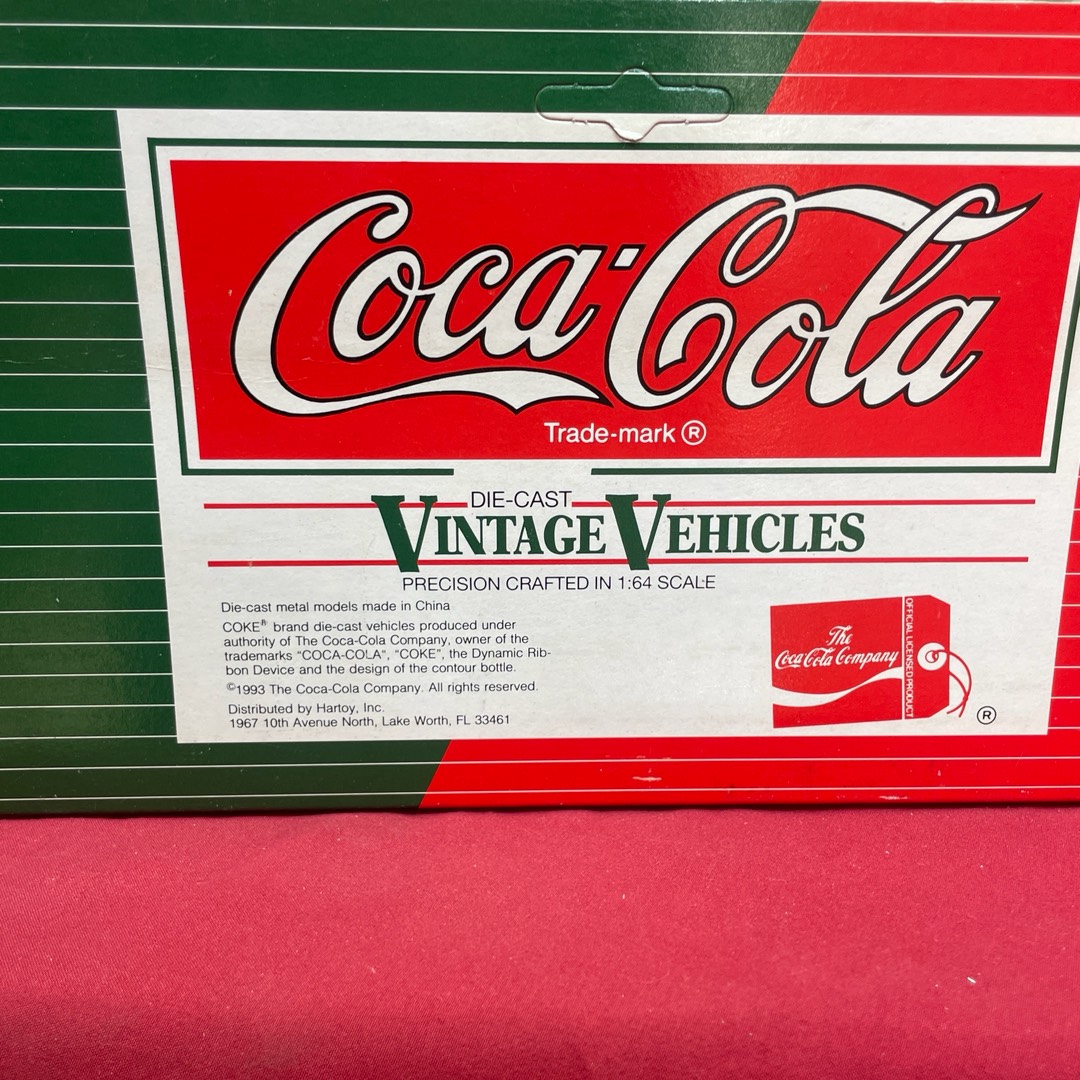 Coca-Cola
Trade-mark ®
DIE-CAST
VINTAGE VEHICLES
PRECISION CRAFTED IN 1:64 SCALE
Die-cast metal models made in China
COKE® brand die-cast vehicles produced under
authority of The Coca-Cola Company, owner of the
trademarks "COCA-COLA", "COKE", the Dynamic Rib-
bon Device and the design of the contour bottle.
©1993 The Coca-Cola Company. All rights reserved.
Distributed by Hartoy, Inc.
1967 10th Avenue North, Lake Worth, FL 33461
The
Coca-Cola Company
OFFICIAL LICENSED PRODUCT
®